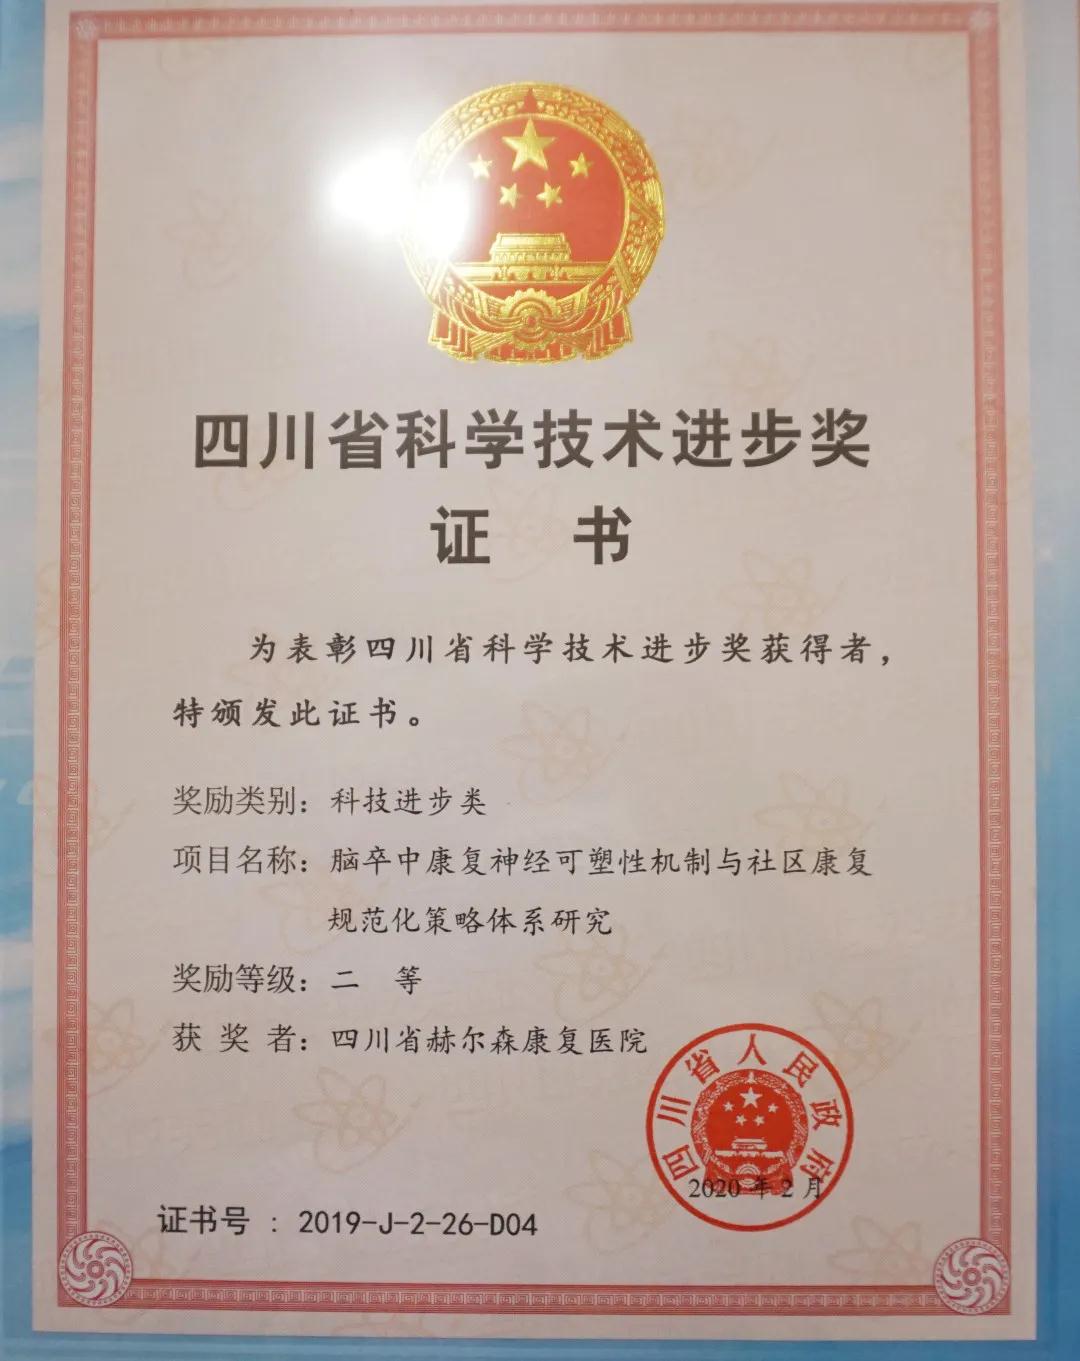 四川省科学技术进步奖
证 书
为表彰四川省科学技术进步奖获得者，
特颁发此证书。
奖励类别：科技进步类
项目名称：脑卒中康复神经可塑性机制与社区康复
规范化策略体系研究
奖励等级：二 等
获 奖 者：四川省赫尔森康复医院
四川省人民政府
2020 年 2 月
证书号 ：2019-J-2-26-D04